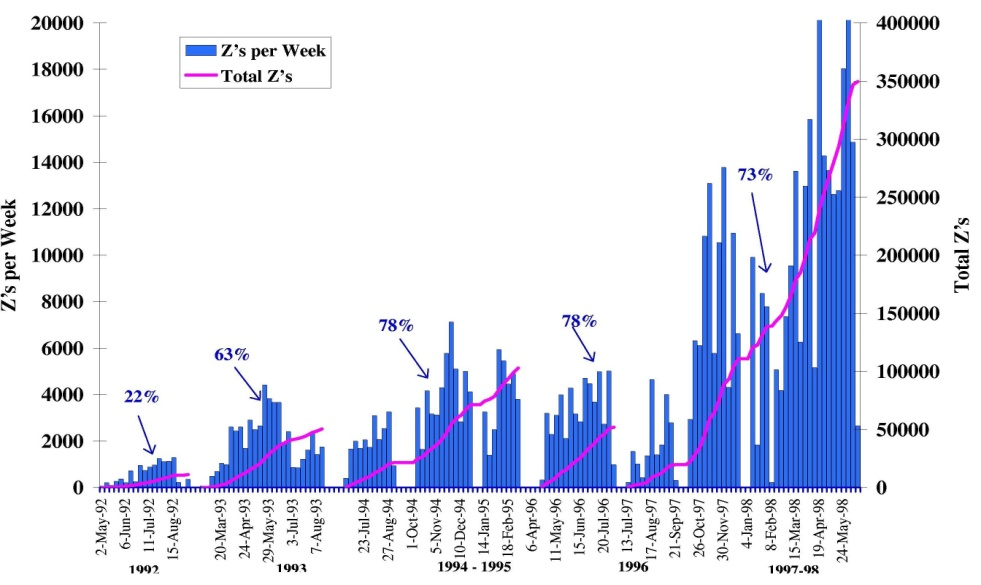 20000
18000
16000
14000
12000
10000
8000
6000
4000
2000
0
Z's per Week
Z's per Week
Total Z's
22%
63%
78%
78%
73%
400000
350000
300000
250000
200000
150000
100000
50000
0
Total Z's
2-May-92
6-Jun-92
11-Jul-92
15-Aug-92
20-Mar-93
24-Apr-93
29-May-93
3-Jul-93
7-Aug-93
23-Jul-94
27-Aug-94
1-Oct-94
5-Nov-94
10-Dec-94
14-Jan-95
18-Feb-95
6-Apr-96
11-May-96
15-Jun-96
20-Jul-96
13-Jul-97
17-Aug-97
21-Sep-97
26-Oct-97
30-Nov-97
4-Jan-98
8-Feb-98
15-Mar-98
19-Apr-98
24-May-98
1992
1993
1994 - 1995
1996
1997-98